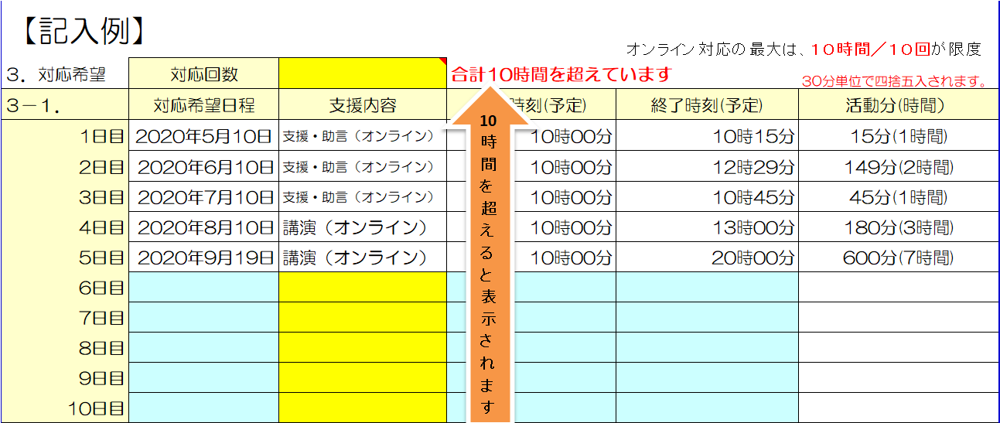 【記入例】
オンライン対応の最大は、10時間/10回が限度
3．対応希望 対応回数 合計10時間を超えています
30分単位で四捨五入されます。
3－1． 対応希望日程 支援内容 時刻(予定) 終了時刻(予定) 活動分(時間)
1日目 2020年5月10日 支援・助言（オンライン） 10時00分 10時15分 15分(1時間)
2日目 2020年6月10日 支援・助言（オンライン） 10時00分 12時29分 149分(2時間)
3日目 2020年7月10日 支援・助言（オンライン） 10時00分 10時45分 45分(1時間)
4日目 2020年8月10日 講演（オンライン） 10時00分 13時00分 180分(3時間)
5日目 2020年9月19日 講演（オンライン） 10時00分 20時00分 600分(7時間)
6日目
7日目
8日目
9日目
10日目
10時間を超えると表示されます